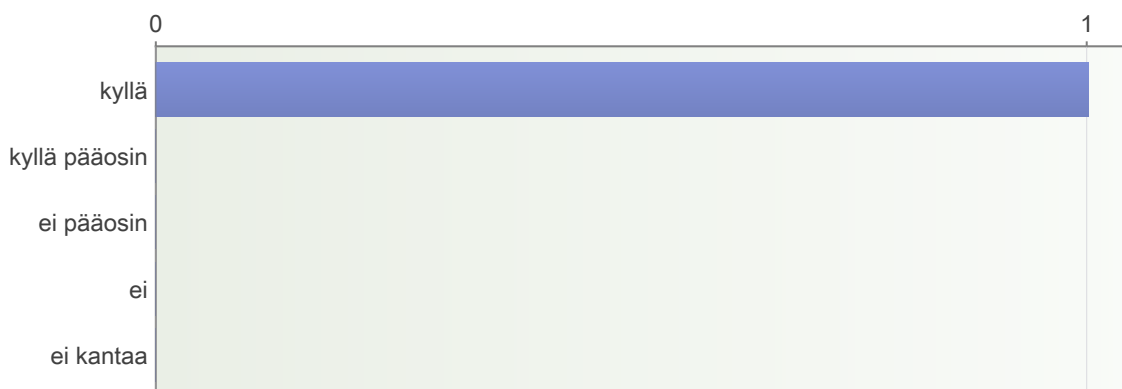 0 1
kyllä
kyllä pääosin
ei pääosin
ei
ei kantaa